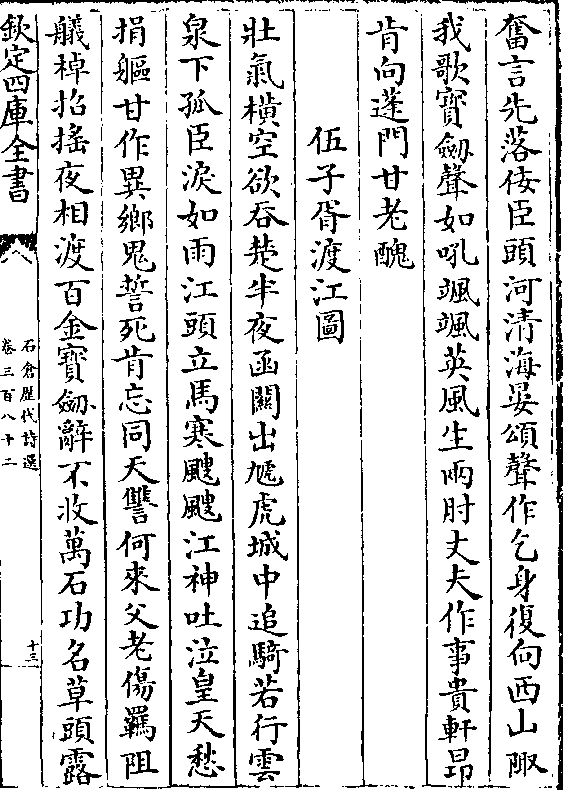 奮言先落佞臣頭河清海晏頌聲作乞身復向西山陬
我歌寶劒聲如吼颯颯英風生兩肘丈夫作事貴軒昂
肯向蓬門甘老醜
伍子胥渡江圖
壯氣橫空欲吞楚半夜函關出虓虎城中追騎若行雲
泉下孤臣淚如雨江頭立馬寒颼颼江神吐泣皇天愁
捐軀甘作異鄉鬼誓死肯忘同天讐何來父老傷羈阻
艤棹招搖夜相渡百金寶劒辭不收萬石功名草頭露
欽定四庫全書
石倉歷代詩選
卷三百八十二
十三